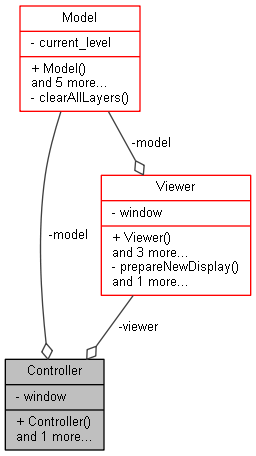 Model
- current_level
+ Model()
and 5 more...
- clearAllLayers()
-model
Viewer
- window
+ Viewer()
and 3 more...
- prepareNewDisplay()
and 1 more...
-model
-viewer
Controller
- window
+ Controller()
and 1 more...